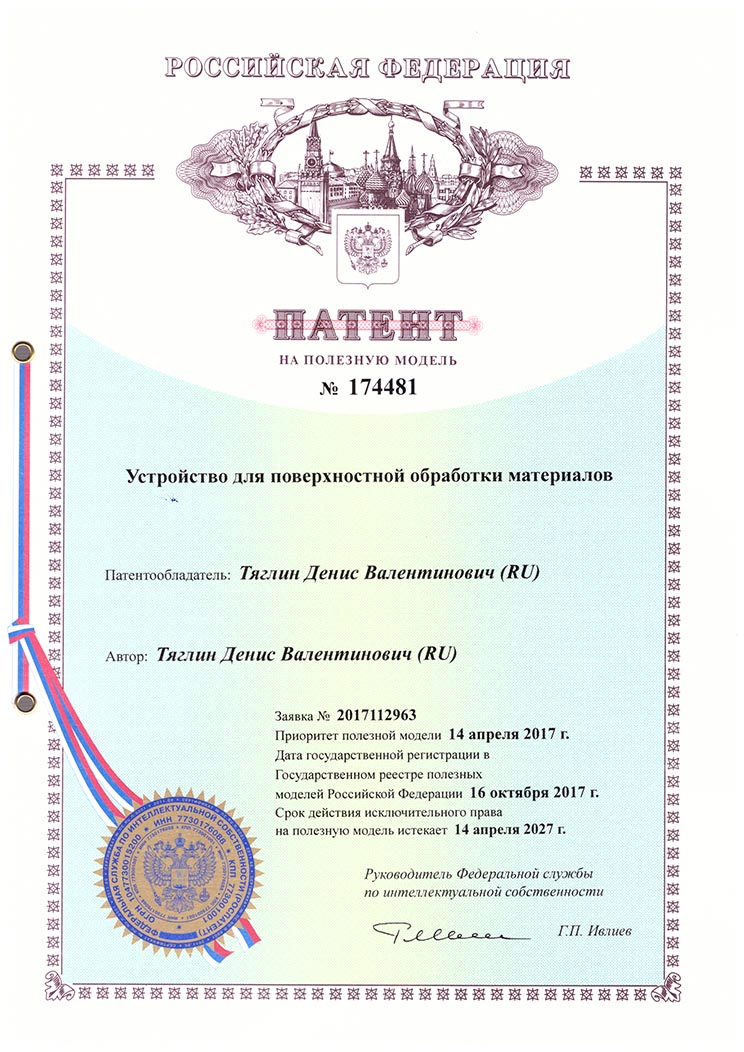 РОССИЙСКАЯ ФЕДЕРАЦИЯ
ПАТЕНТ
НА ПОЛЕЗНУЮ МОДЕЛЬ
№ 174481
Устройство для поверхностной обработки материалов
Патентообладатель: Тяглин Денис Валентинович (RU)
Автор: Тяглин Денис Валентинович (RU)
Заявка № 2017112963
Приоритет полезной модели 14 апреля 2017 г.
Дата государственной регистрации в
Государственном реестре полезных
моделей Российской Федерации 16 октября 2017 г.
Срок действия исключительного права
на полезную модель истекает 14 апреля 2027 г.
Руководитель Федеральной службы
по интеллектуальной собственности
Г.П. Ивлиев
ФЕДЕРАЛЬНАЯ СЛУЖБА ПО ИНТЕЛЛЕКТУАЛЬНОЙ СОБСТВЕННОСТИ (РОСПАТЕНТ)
ОГРН 1047730015200 * ИНН 7730176088 * КПП 773001001